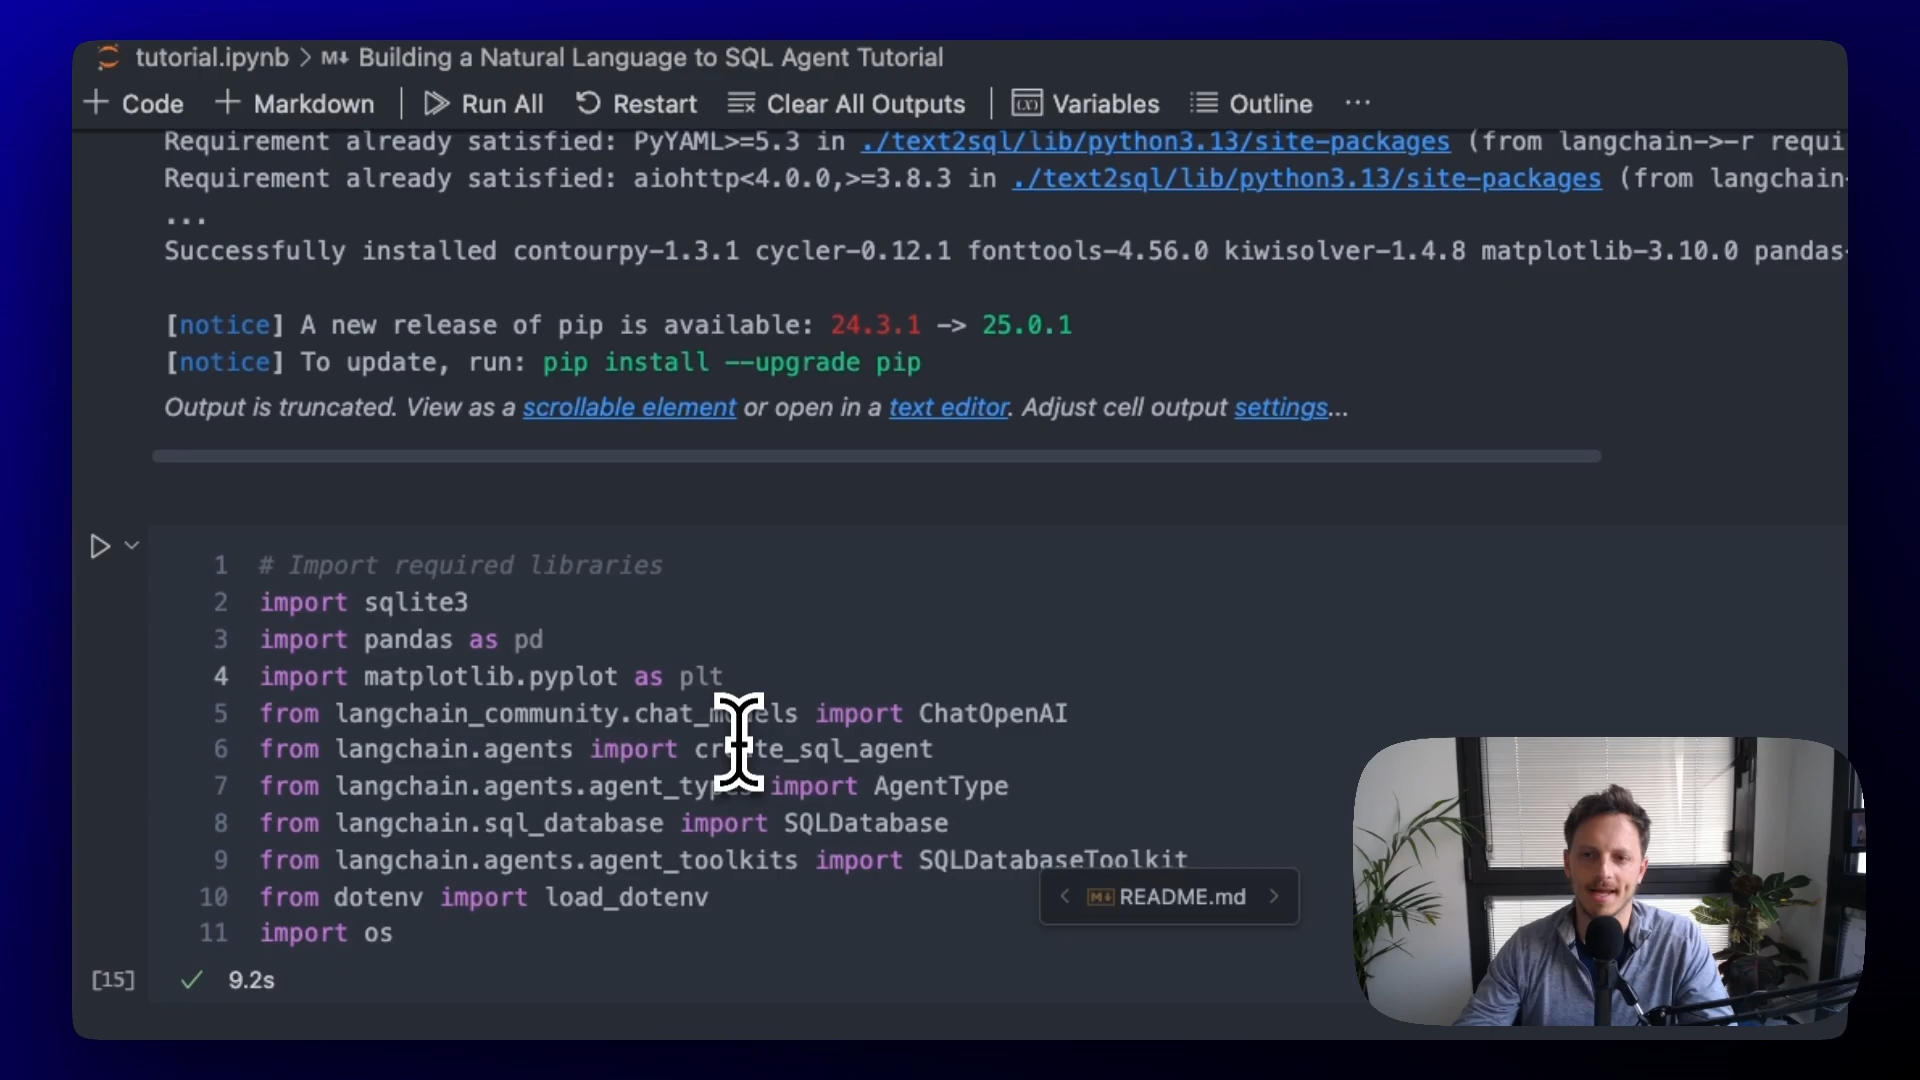 tutorial.ipynb > M↓ Building a Natural Language to SQL Agent Tutorial
+ Code + Markdown | Run All Restart Clear All Outputs | Variables Outline ...
Requirement already satisfied: PyYAML>=5.3 in ./text2sql/lib/python3.13/site-packages (from langchain->-r requi
Requirement already satisfied: aiohttp<4.0.0,>=3.8.3 in ./text2sql/lib/python3.13/site-packages (from langchain-
...
Successfully installed contourpy-1.3.1 cycler-0.12.1 fonttools-4.56.0 kiwisolver-1.4.8 matplotlib-3.10.0 pandas-
[notice] A new release of pip is available: 24.3.1 -> 25.0.1
[notice] To update, run: pip install --upgrade pip
Output is truncated. View as a scrollable element or open in a text editor. Adjust cell output settings...
1 # Import required libraries
2 import sqlite3
3 import pandas as pd
4 import matplotlib.pyplot as plt
5 from langchain_community.chat_models import ChatOpenAI
6 from langchain.agents import create_sql_agent
7 from langchain.agents.agent_types import AgentType
8 from langchain.sql_database import SQLDatabase
9 from langchain.agents.agent_toolkits import SQLDatabaseToolkit
10 from dotenv import load_dotenv
< M↓ README.md >
11 import os
[15] ✓ 9.2s